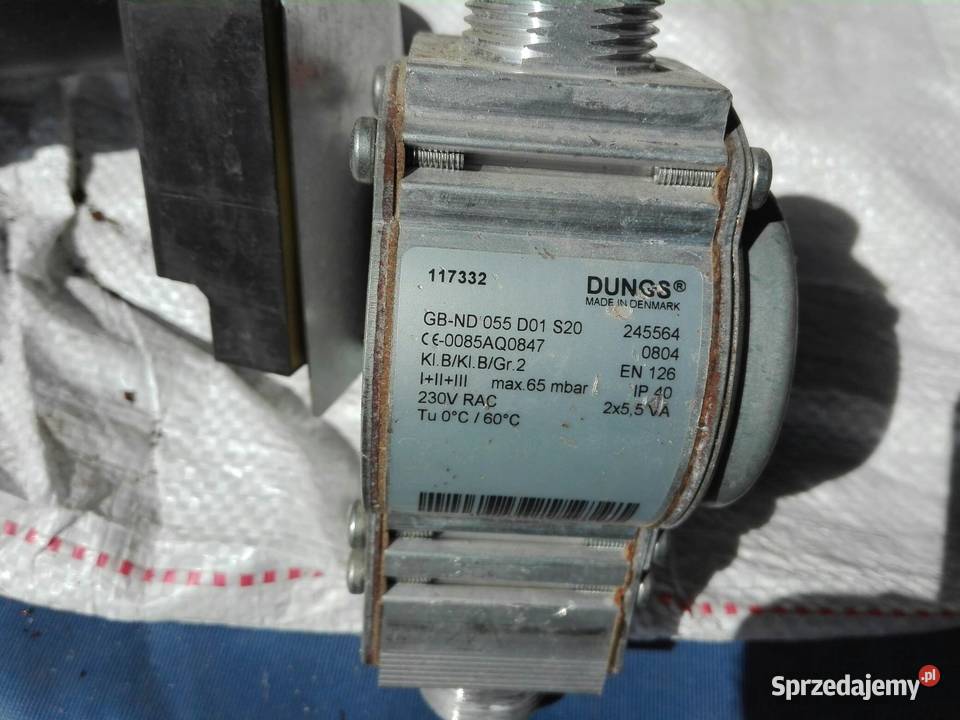 117332
DUNGS®
MADE IN DENMARK
GB-ND 055 D01 S20 245564
CE-0085AQ0847 0804
Kl.B/Kl.B/Gr.2 EN 126
I+II+III max.65 mbar IP 40
230V RAC 2x5,5 VA
Tu 0°C / 60°C
Sprzedajemy.pl